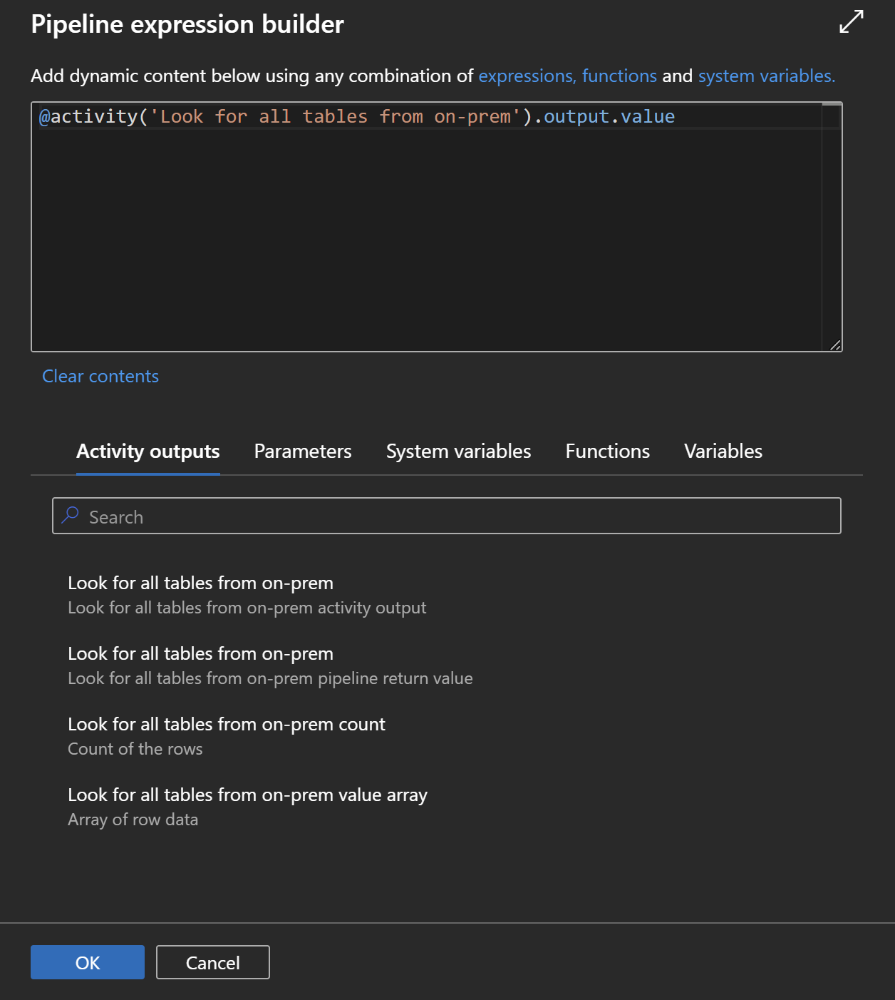 Pipeline expression builder
Add dynamic content below using any combination of expressions, functions and system variables.
@activity('Look for all tables from on-prem').output.value
Clear contents
Activity outputs Parameters System variables Functions Variables
Search
Look for all tables from on-prem
Look for all tables from on-prem activity output
Look for all tables from on-prem
Look for all tables from on-prem pipeline return value
Look for all tables from on-prem count
Count of the rows
Look for all tables from on-prem value array
Array of row data
OK Cancel